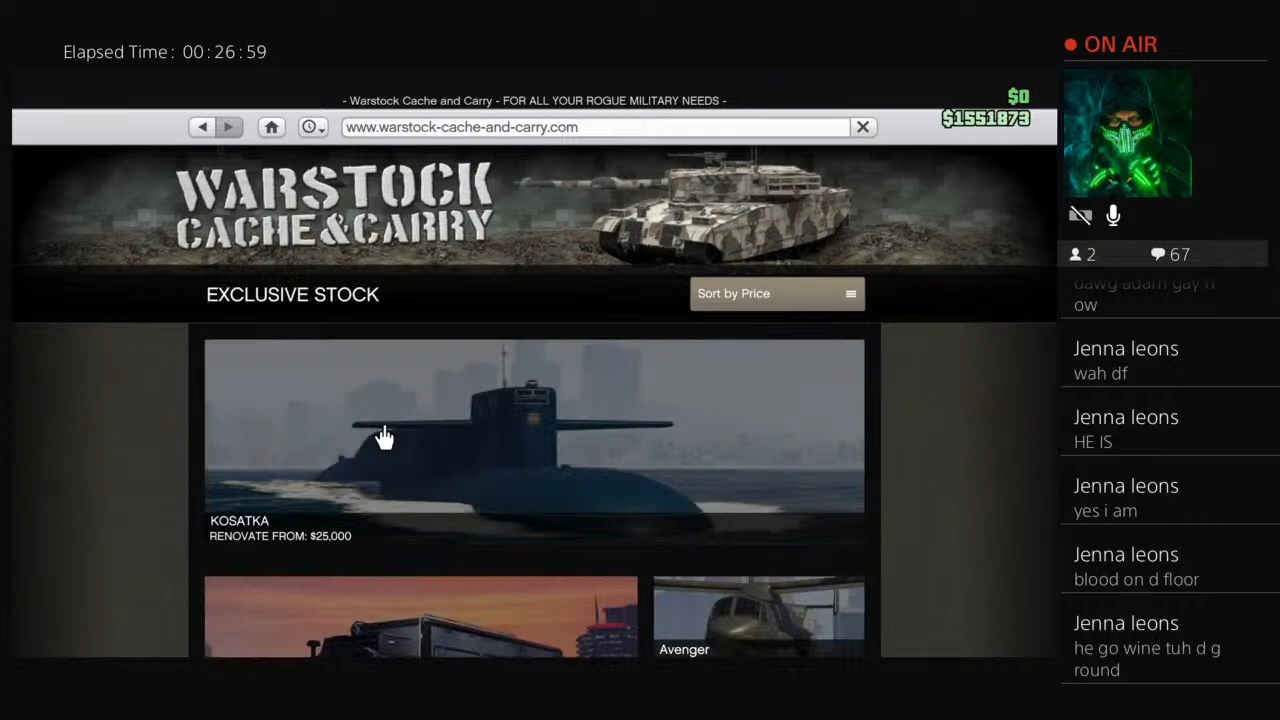 Elapsed Time: 00:26:59
ON AIR
- Warstock Cache and Carry - FOR ALL YOUR ROGUE MILITARY NEEDS -
$0
$1551873
www.warstock-cache-and-carry.com
WARSTOCK
CACHE&CARRY
EXCLUSIVE STOCK
Sort by Price
KOSATKA
RENOVATE FROM: $25,000
Avenger
2
67
dawg adam gay n
ow
Jenna leons
wah df
Jenna leons
HE IS
Jenna leons
yes i am
Jenna leons
blood on d floor
Jenna leons
he go wine tuh d g
round